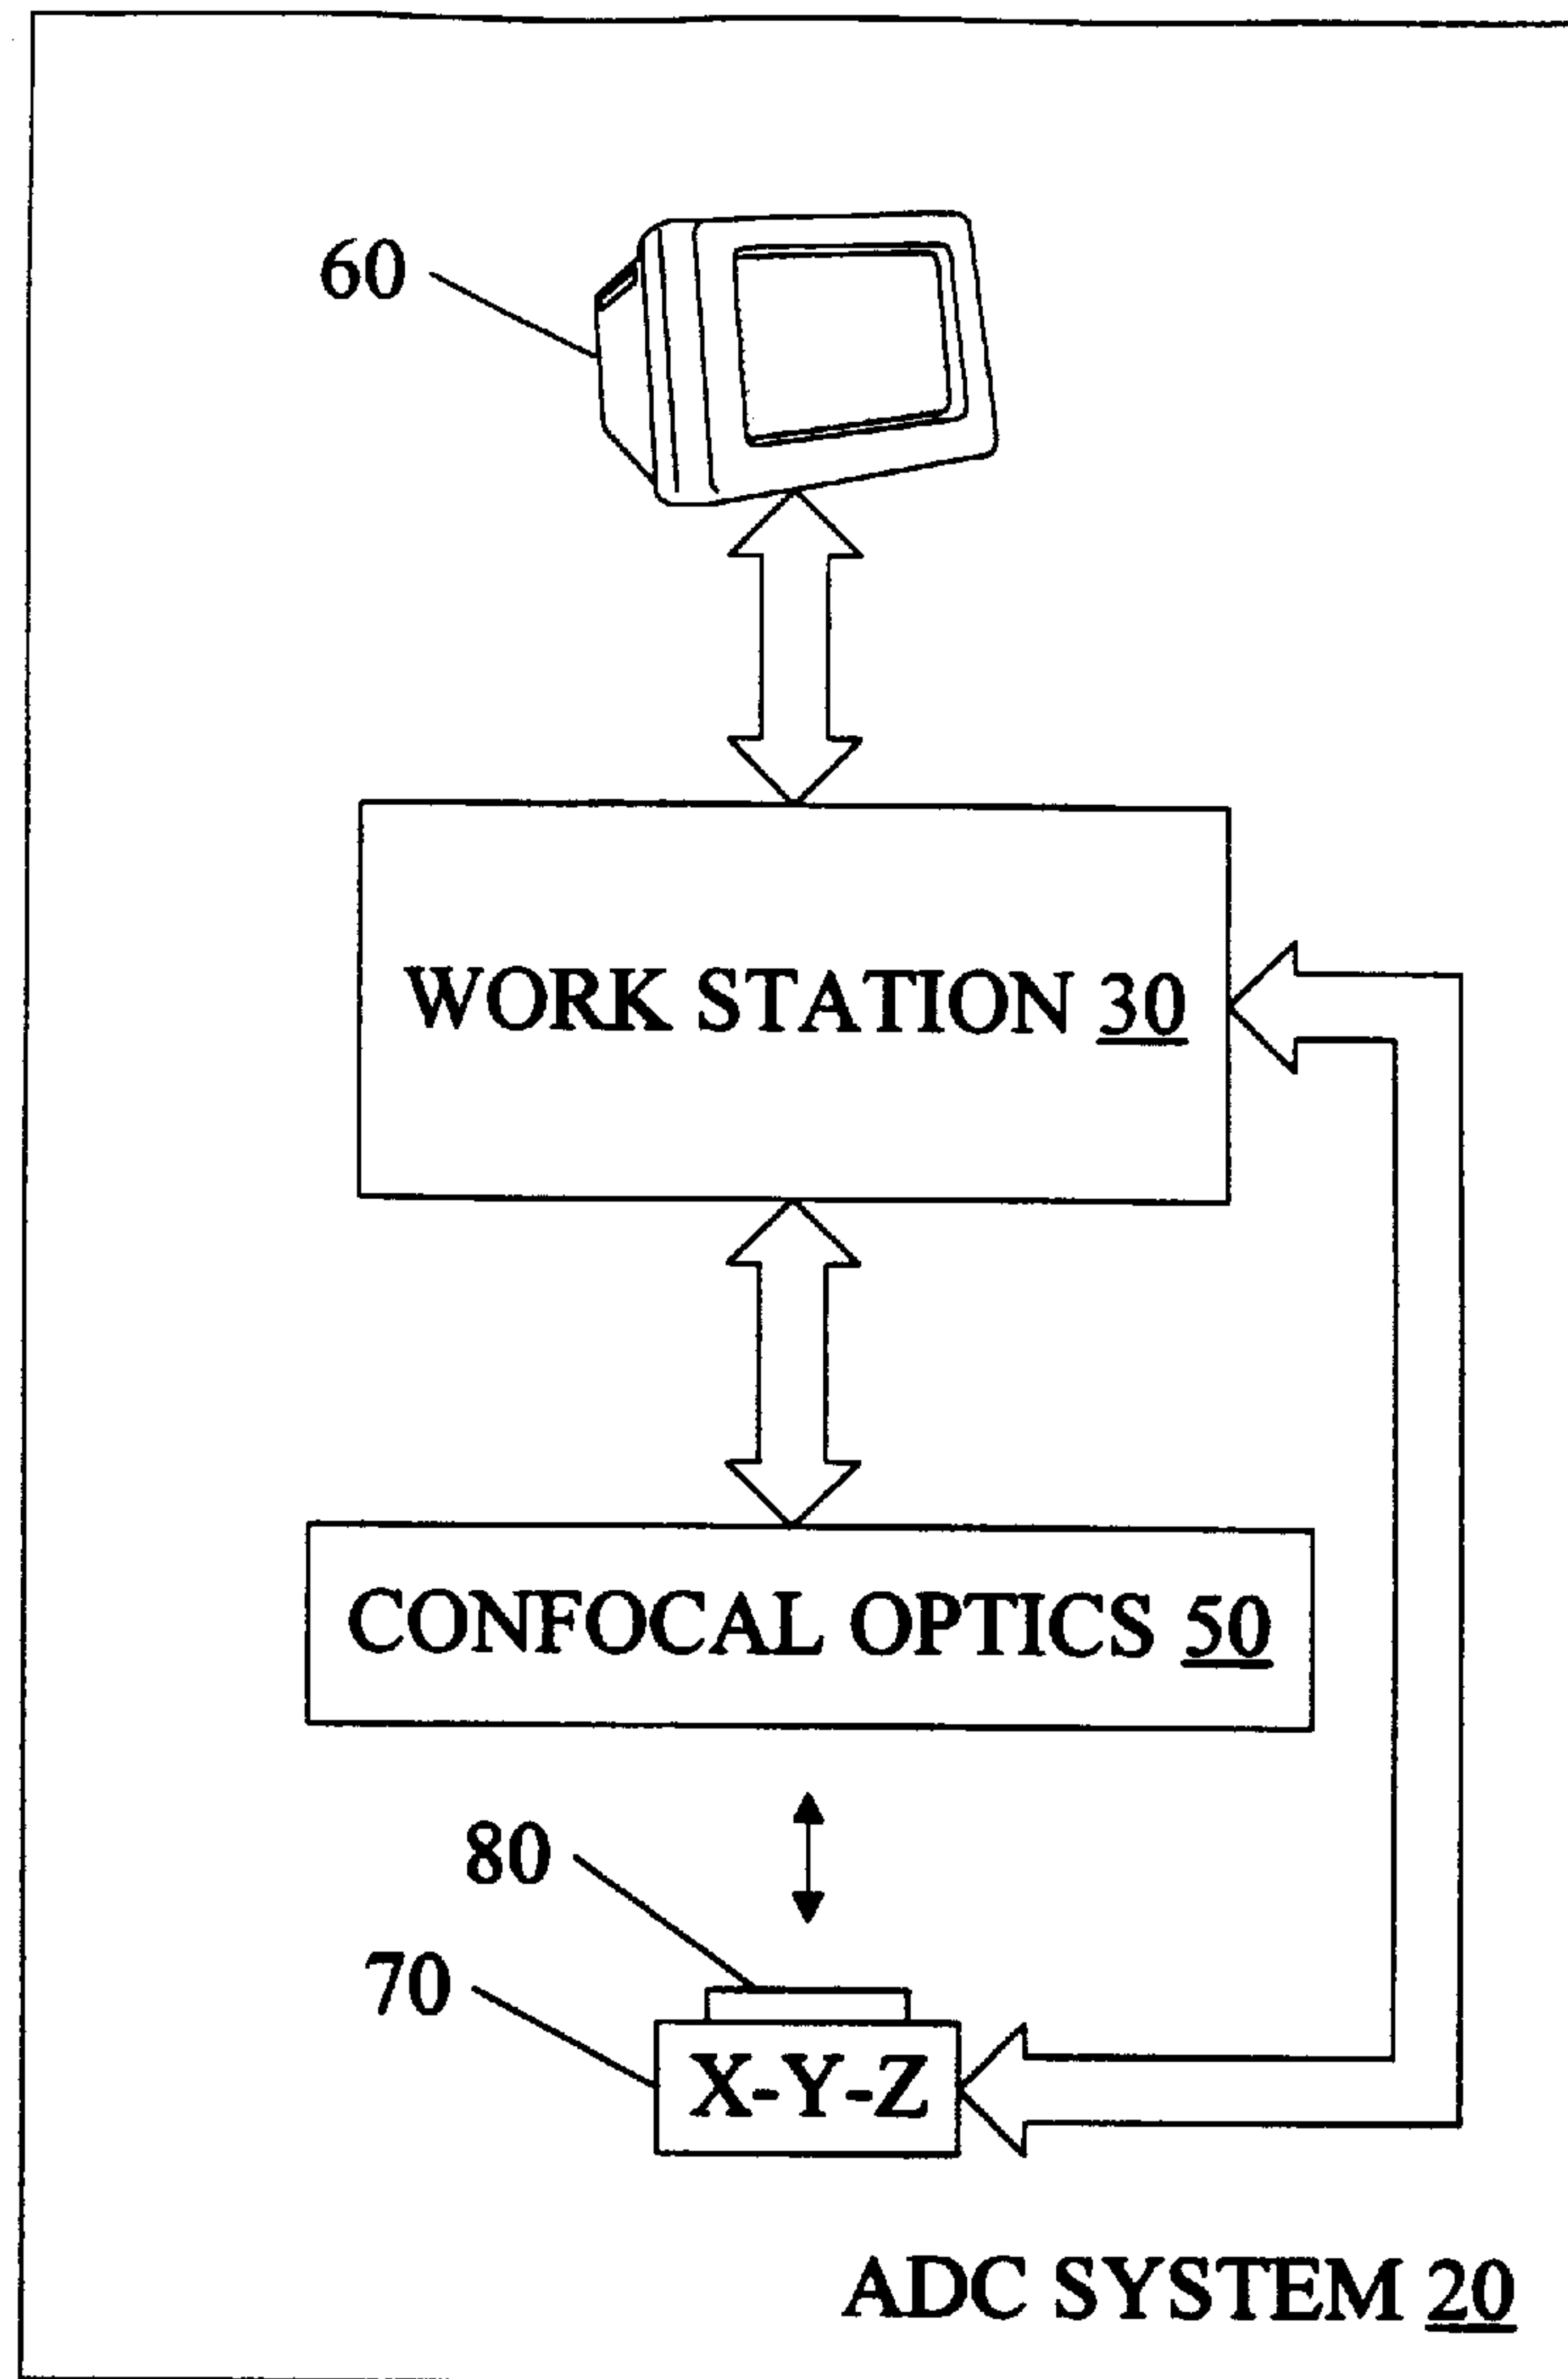 60
WORK STATION 30
CONFOCAL OPTICS 50
80
70
X-Y-Z
ADC SYSTEM 20